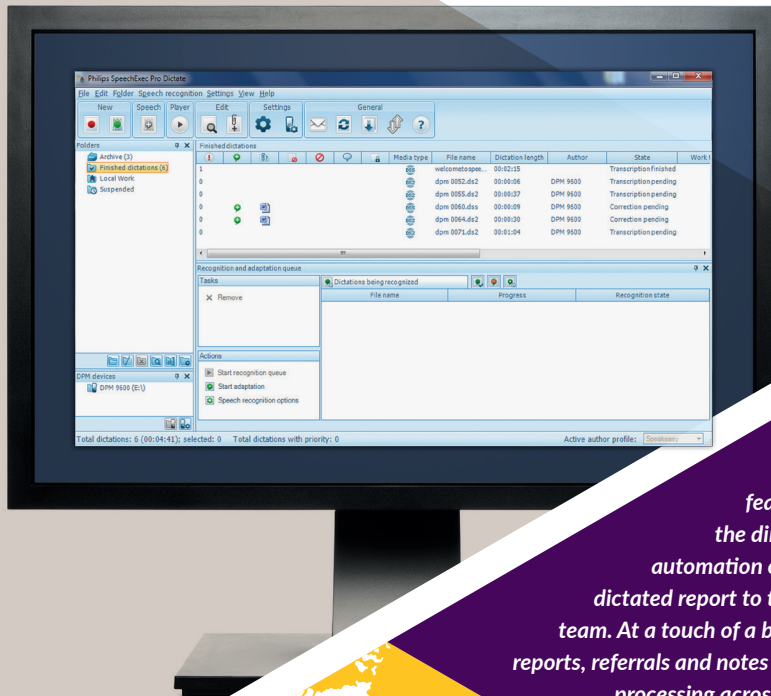 Philips SpeechExec Pro Dictate
File Edit Folder Speech recognition Settings View Help
New Speech Player Edit Settings General
Folders
Archive (3)
Finished dictations (6)
Local Work
Suspended
Finished dictations
Media type File name Dictation length Author State Work
1 welcometospee... 00:02:15 Transcription finished
0 dpm 0052.ds2 00:00:06 DPM 9600 Transcription pending
0 dpm 0055.ds2 00:00:37 DPM 9600 Transcription pending
0 dpm 0060.dss 00:00:09 DPM 9600 Correction pending
0 dpm 0064.ds2 00:00:30 DPM 9600 Correction pending
0 dpm 0071.ds2 00:01:04 DPM 9600 Transcription pending
Recognition and adaptation queue
Tasks
Remove
Dictations being recognized
File name Progress Recognition state
Actions
Start recognition queue
Start adaptation
Speech recognition options
DPM devices
DPM 9600 (E:\)
Total dictations: 6 (00:04:41); selected: 0 Total dictations with priority: 0 Active author profile: Speakeasy
fea
the di
automation
dictated report to t
team. At a touch of a b
reports, referrals and notes
processing acros